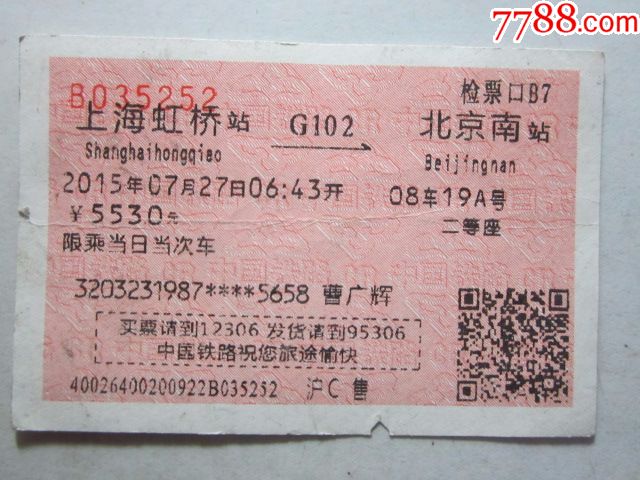 7788.com
B035252
检票口B7
上海虹桥站 G102 北京南站
Shanghaihongqiao Beijingnan
2015年07月27日06:43开 08车19A号
¥5530元 二等座
限乘当日当次车
3203231987****5658 曹广辉
买票请到12306 发货请到95306
中国铁路祝您旅途愉快
40026400200922B035252 沪C 售